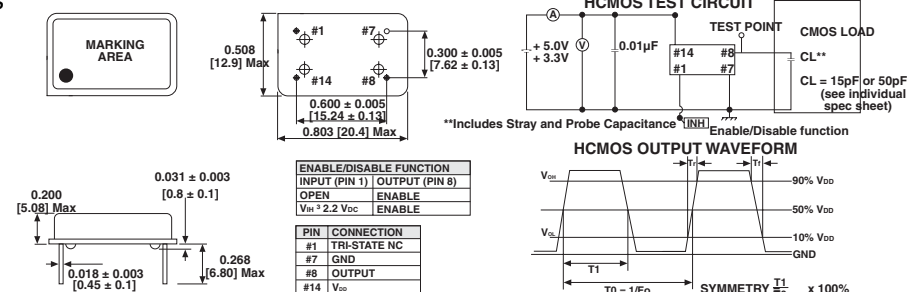 HCMOS TEST CIRCUIT
MARKING
AREA
0.508
[12.9] Max
#1
#7
#14
#8
0.300 ± 0.005
[7.62 ± 0.13]
0.600 ± 0.005
[15.24 ± 0.13]
0.803 [20.4] Max
A
+ 5.0V
+ 3.3V
V
0.01µF
TEST POINT
#14
#8
#1
#7
CMOS LOAD
CL**
CL = 15pF or 50pF
(see individual
spec sheet)
**Includes Stray and Probe Capacitance
INH
Enable/Disable function
0.200
[5.08] Max
0.031 ± 0.003
[0.8 ± 0.1]
0.018 ± 0.003
[0.45 ± 0.1]
0.268
[6.80] Max
ENABLE/DISABLE FUNCTION
INPUT (PIN 1) OUTPUT (PIN 8)
OPEN ENABLE
VIH ³ 2.2 VDC ENABLE
PIN CONNECTION
#1 TRI-STATE NC
#7 GND
#8 OUTPUT
#14 VDD
HCMOS OUTPUT WAVEFORM
Tr
Tf
VOH
90% VDD
50% VDD
VOL
10% VDD
GND
T1
T0 = 1/Fo
SYMMETRY T1 x 100%